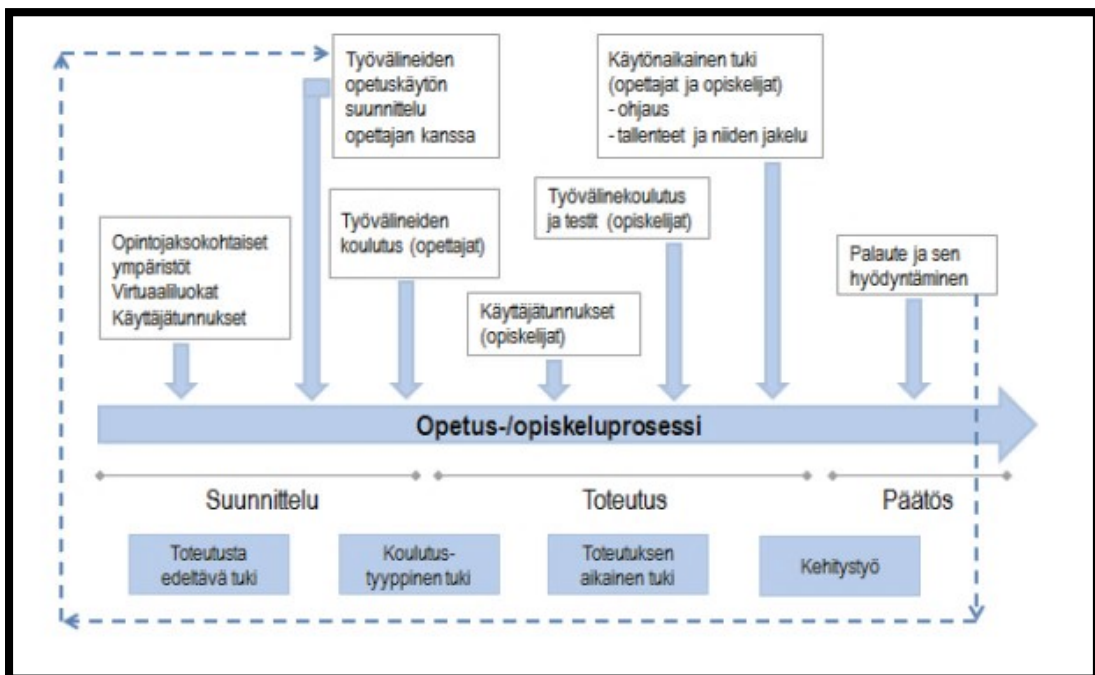 Työvälineiden
opetuskäytön
suunnittelu
opettajan kanssa
Käytönaikainen tuki
(opettajat ja opiskelijat)
- ohjaus
- tallenteet ja niiden jakelu
Opintojaksokohtaiset
ympäristöt
Virtuaaliluokat
Käyttäjätunnukset
Työvälineiden
koulutus (opettajat)
Käyttäjätunnukset
(opiskelijat)
Työvälinekoulutus
ja testit (opiskelijat)
Palaute ja sen
hyödyntäminen
Opetus-/opiskeluprosessi
Suunnittelu
Toteutus
Päätös
Toteutusta
edeltävä tuki
Koulutus-
tyyppinen tuki
Toteutuksen
aikainen tuki
Kehitystyö